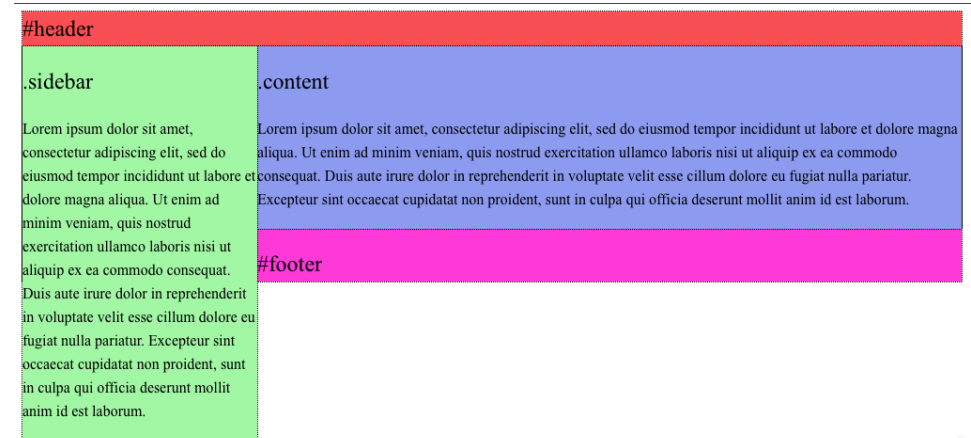 #header
.sidebar
Lorem ipsum dolor sit amet,
consectetur adipiscing elit, sed do
eiusmod tempor incididunt ut labore et
dolore magna aliqua. Ut enim ad
minim veniam, quis nostrud
exercitation ullamco laboris nisi ut
aliquip ex ea commodo consequat.
Duis aute irure dolor in reprehenderit
in voluptate velit esse cillum dolore eu
fugiat nulla pariatur. Excepteur sint
occaecat cupidatat non proident, sunt
in culpa qui officia deserunt mollit
anim id est laborum.
.content
Lorem ipsum dolor sit amet, consectetur adipiscing elit, sed do eiusmod tempor incididunt ut labore et dolore magna
aliqua. Ut enim ad minim veniam, quis nostrud exercitation ullamco laboris nisi ut aliquip ex ea commodo
consequat. Duis aute irure dolor in reprehenderit in voluptate velit esse cillum dolore eu fugiat nulla pariatur.
Excepteur sint occaecat cupidatat non proident, sunt in culpa qui officia deserunt mollit anim id est laborum.
#footer